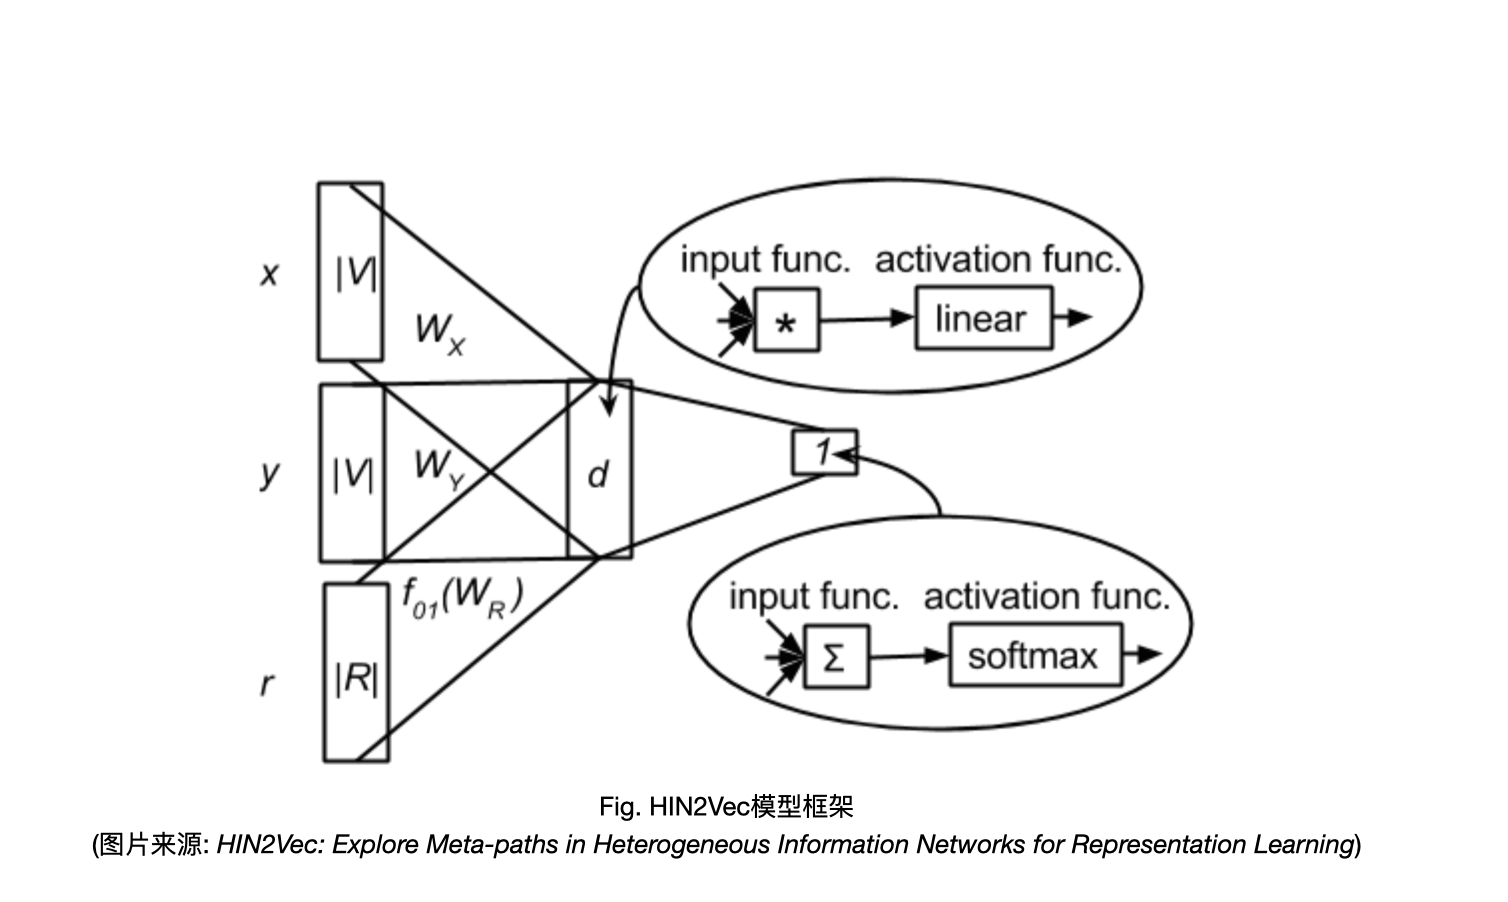 x
|V|
W_X
input func. activation func.
* linear
y
|V|
W_Y
d
1
f_01(W_R)
input func. activation func.
Σ softmax
r
|R|
Fig. HIN2Vec模型框架
(图片来源: HIN2Vec: Explore Meta-paths in Heterogeneous Information Networks for Representation Learning)